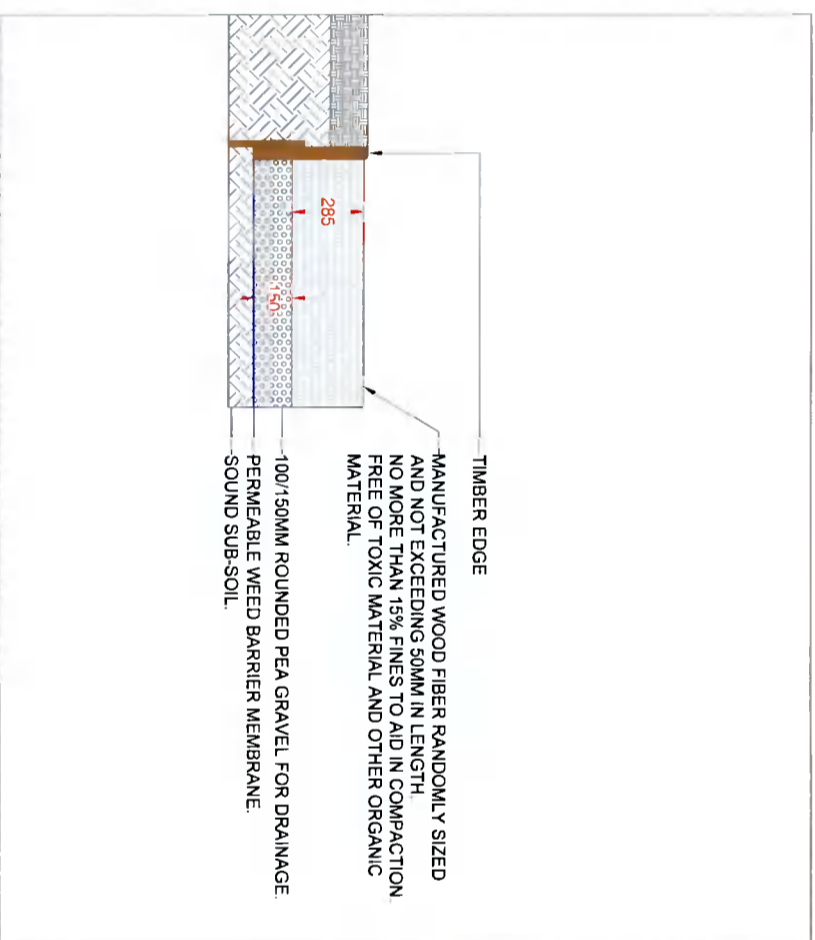 TIMBER EDGE
MANUFACTURED WOOD FIBER RANDOMLY SIZED
AND NOT EXCEEDING 50MM IN LENGTH.
NO MORE THAN 15% FINES TO AID IN COMPACTION.
FREE OF TOXIC MATERIAL AND OTHER ORGANIC
MATERIAL.
285
150
100/150MM ROUNDED PEA GRAVEL FOR DRAINAGE.
PERMEABLE WEED BARRIER MEMBRANE.
SOUND SUB-SOIL.